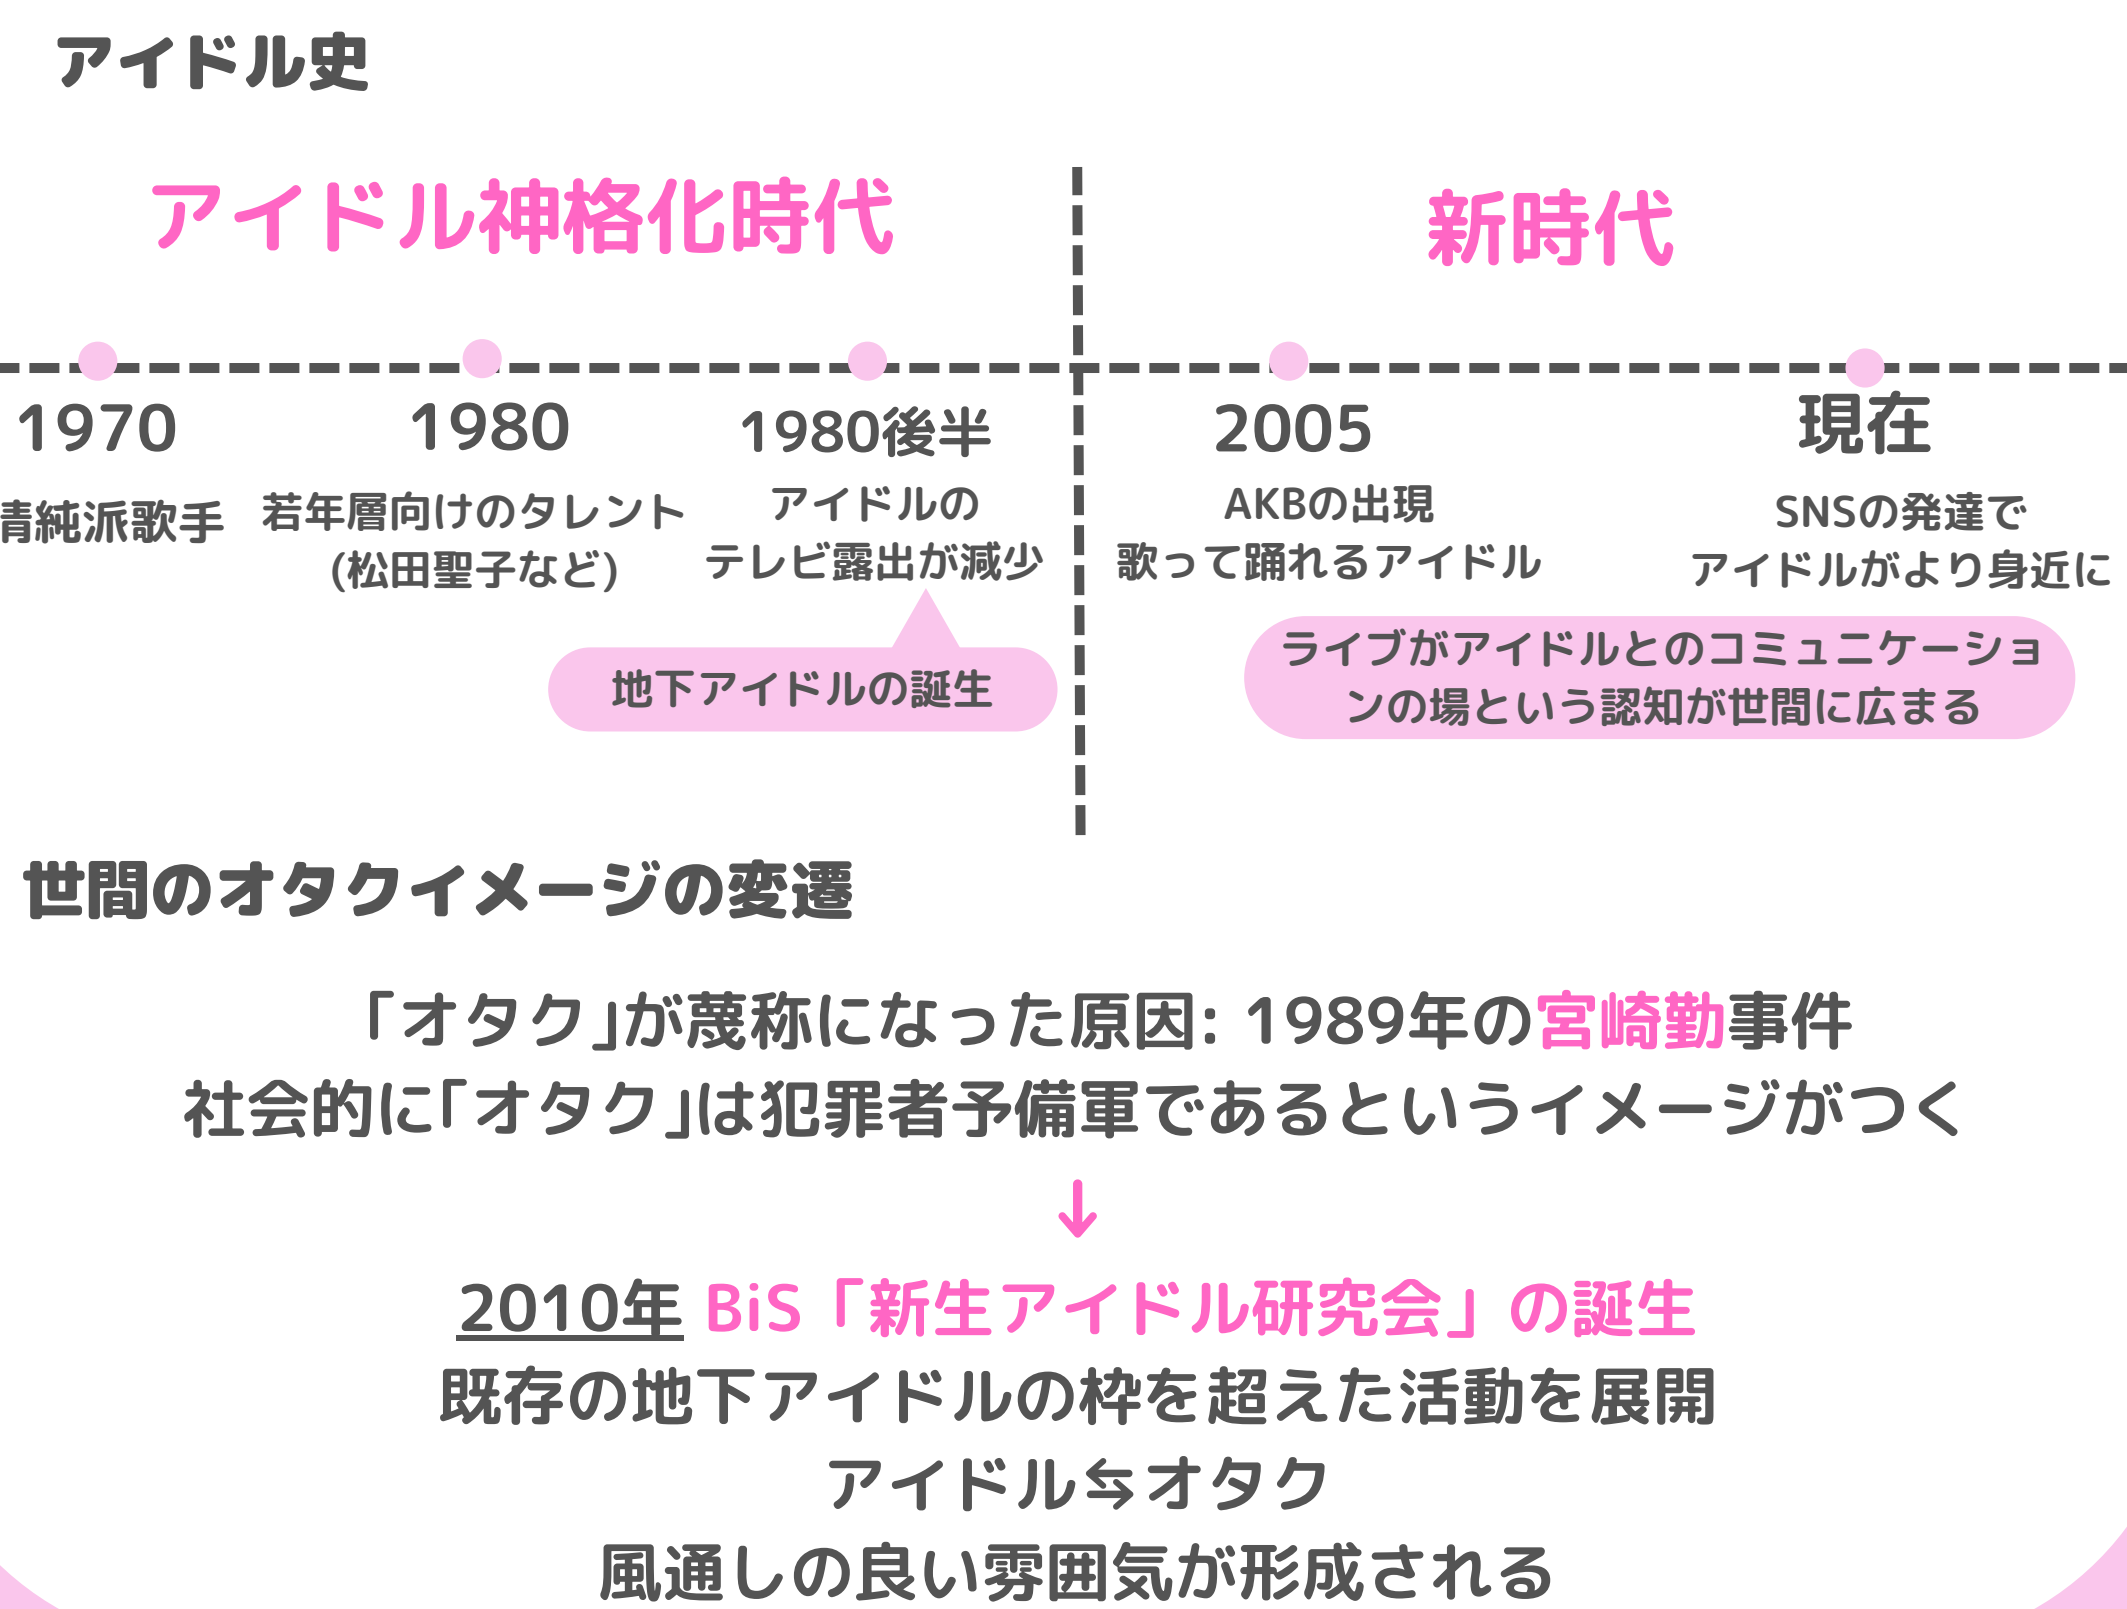 アイドル史
アイドル神格化時代
新時代
1970
清純派歌手
1980
若年層向けのタレント
(松田聖子など)
1980後半
アイドルの
テレビ露出が減少
地下アイドルの誕生
2005
AKBの出現
歌って踊れるアイドル
現在
SNSの発達で
アイドルがより身近に
ライブがアイドルとのコミュニケーショ
ンの場という認知が世間に広まる
世間のオタクイメージの変遷
「オタク」が蔑称になった原因: 1989年の宮崎勤事件
社会的に「オタク」は犯罪者予備軍であるというイメージがつく
↓
2010年 BiS「新生アイドル研究会」の誕生
既存の地下アイドルの枠を超えた活動を展開
アイドル⇆オタク
風通しの良い雰囲気が形成される